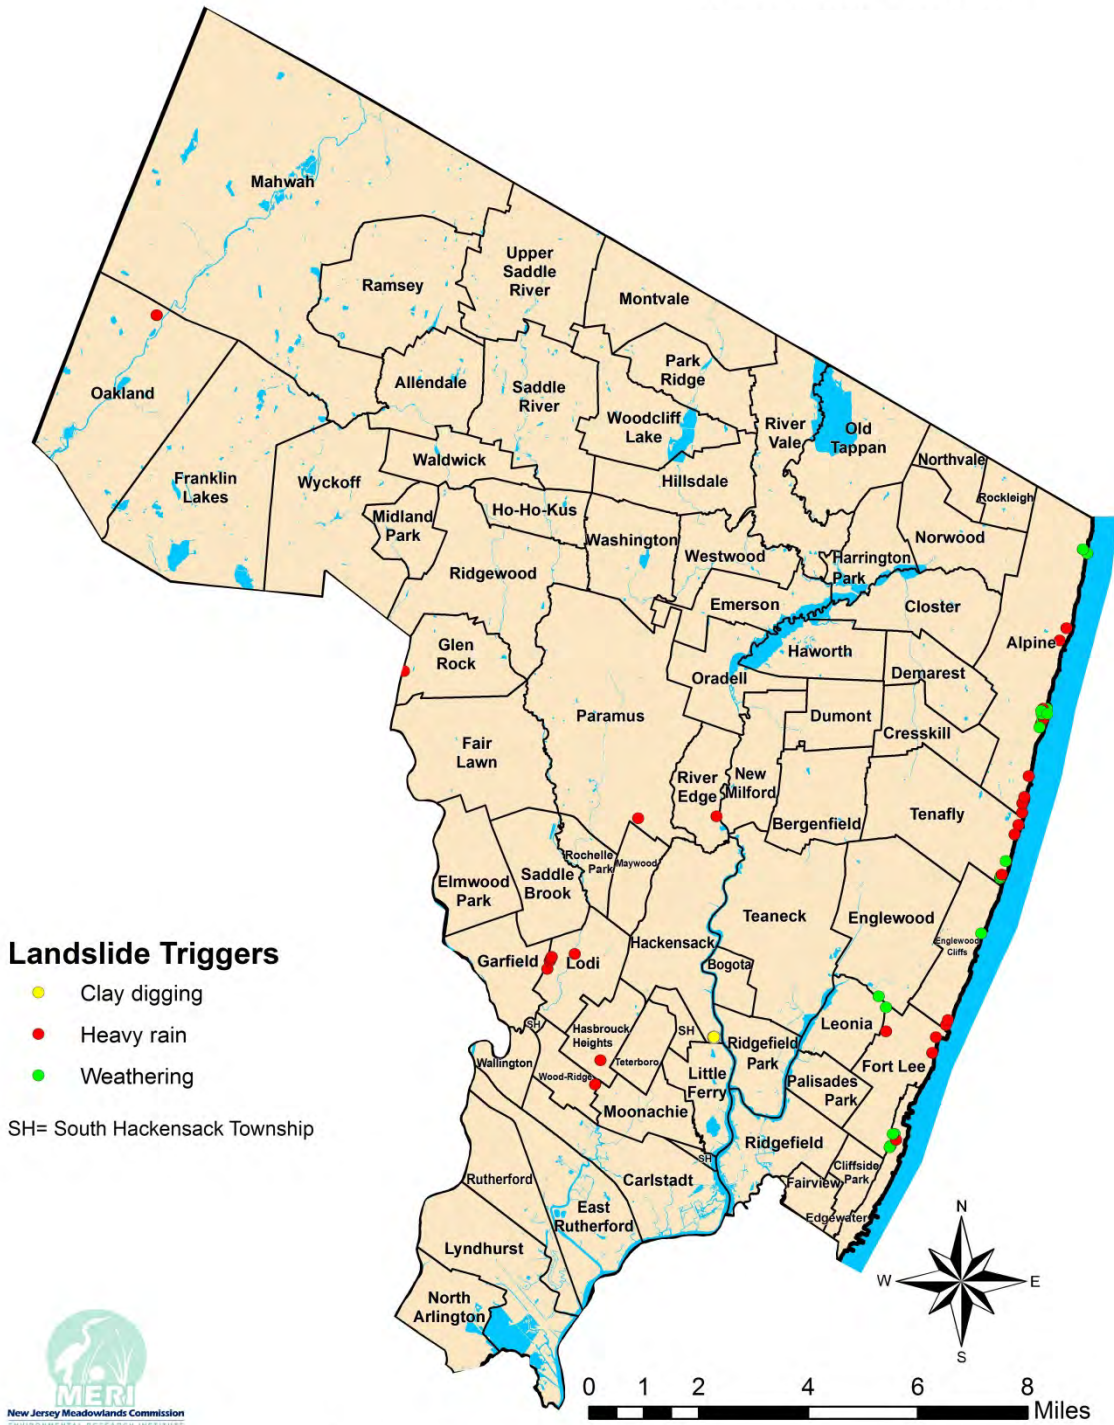 Mahwah
Upper
Saddle
River
Ramsey
Montvale
Park
Ridge
Oakland
Allendale
Saddle
River
Woodcliff
Lake
River
Vale
Old
Tappan
Northvale
Rockleigh
Franklin
Lakes
Wyckoff
Waldwick
Hillsdale
Midland
Park
Ho-Ho-Kus
Washington
Westwood
Harrington
Park
Norwood
Ridgewood
Emerson
Closter
Glen
Rock
Oradell
Haworth
Demarest
Alpine
Paramus
Dumont
Cresskill
Fair
Lawn
River
Edge
New
Milford
Bergenfield
Tenafly
Elmwood
Park
Saddle
Brook
Rochelle
Park
Maywood
Hackensack
Teaneck
Englewood
Englewood
Cliffs
Landslide Triggers
Clay digging
Heavy rain
Weathering
SH= South Hackensack Township
Garfield
Lodi
Bogota
SH
Hasbrouck
Heights
Teterboro
SH
Ridgefield
Park
Leonia
Fort Lee
Wallington
Wood-Ridge
Little
Ferry
Palisades
Park
Moonachie
Ridgefield
SH
Cliffside
Park
Fairview
Edgewater
Rutherford
Carlstadt
East
Rutherford
Lyndhurst
North
Arlington
N
W
E
S
MERI
New Jersey Meadowlands Commission
ENVIRONMENTAL RESEARCH INSTITUTE
0 1 2 4 6 8
Miles